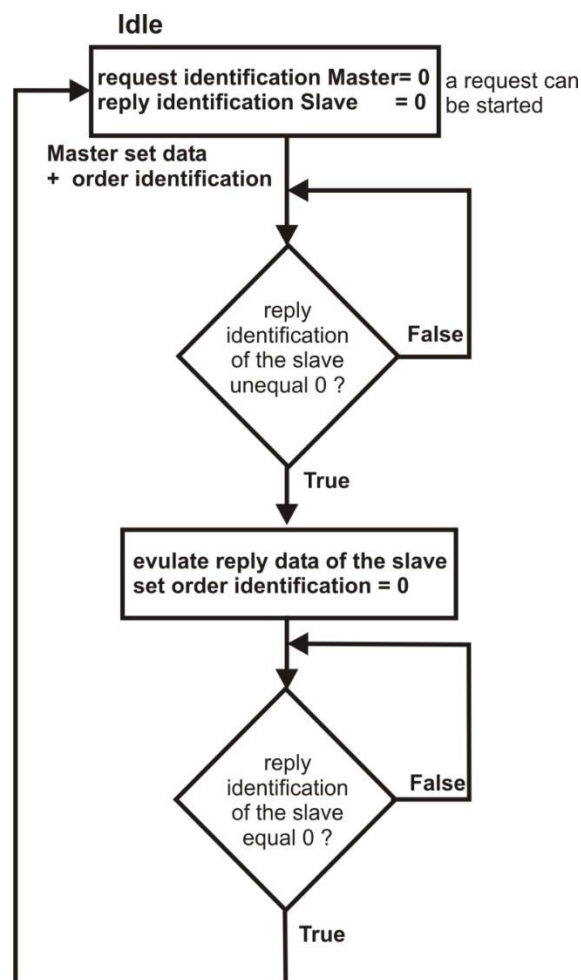 Idle
request identification Master= 0
reply identification Slave = 0
a request can
be started
Master set data
+ order identification
reply
identification
of the slave
unequal 0 ?
False
True
evulate reply data of the slave
set order identification = 0
reply
identification
of the slave
equal 0 ?
False
True